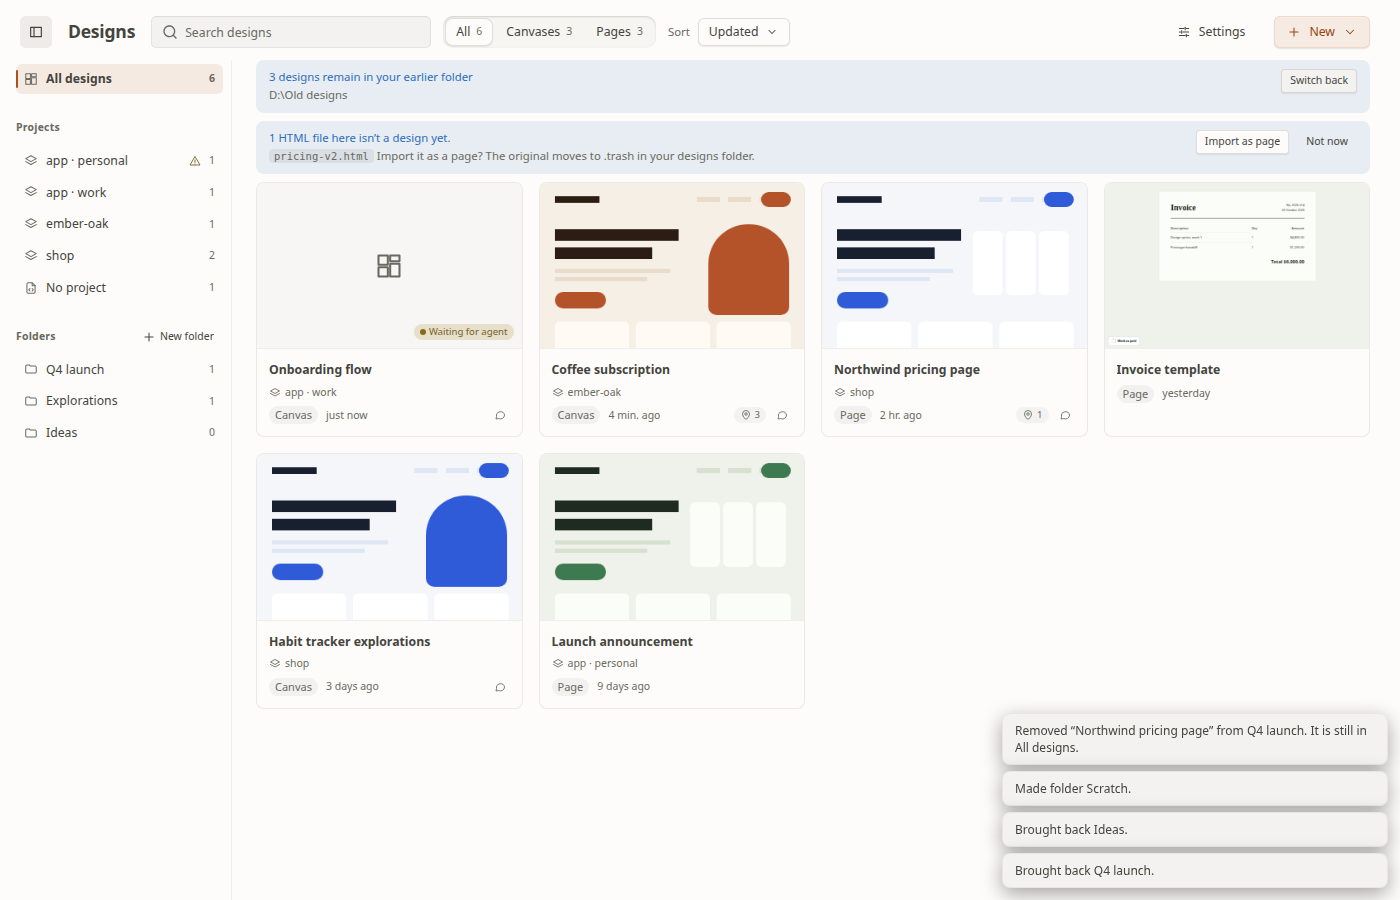 Designs
Search designs
All 6
Canvases 3
Pages 3
Sort
Updated
Settings
New
All designs 6
Projects
app · personal 1
app · work 1
ember-oak 1
shop 2
No project 1
Folders
New folder
Q4 launch 1
Explorations 1
Ideas 0
3 designs remain in your earlier folder
D:\Old designs
Switch back
1 HTML file here isn’t a design yet.
pricing-v2.html Import it as a page? The original moves to .trash in your designs folder.
Import as page
Not now
Waiting for agent
Onboarding flow
app · work
Canvas just now
Coffee subscription
ember-oak
Canvas 4 min. ago 3
Northwind pricing page
shop
Page 2 hr. ago 1
Invoice
Total $6,000.00
Invoice template
Page yesterday
Habit tracker explorations
shop
Canvas 3 days ago
Launch announcement
app · personal
Page 9 days ago
Removed “Northwind pricing page” from Q4 launch. It is still in
All designs.
Made folder Scratch.
Brought back Ideas.
Brought back Q4 launch.